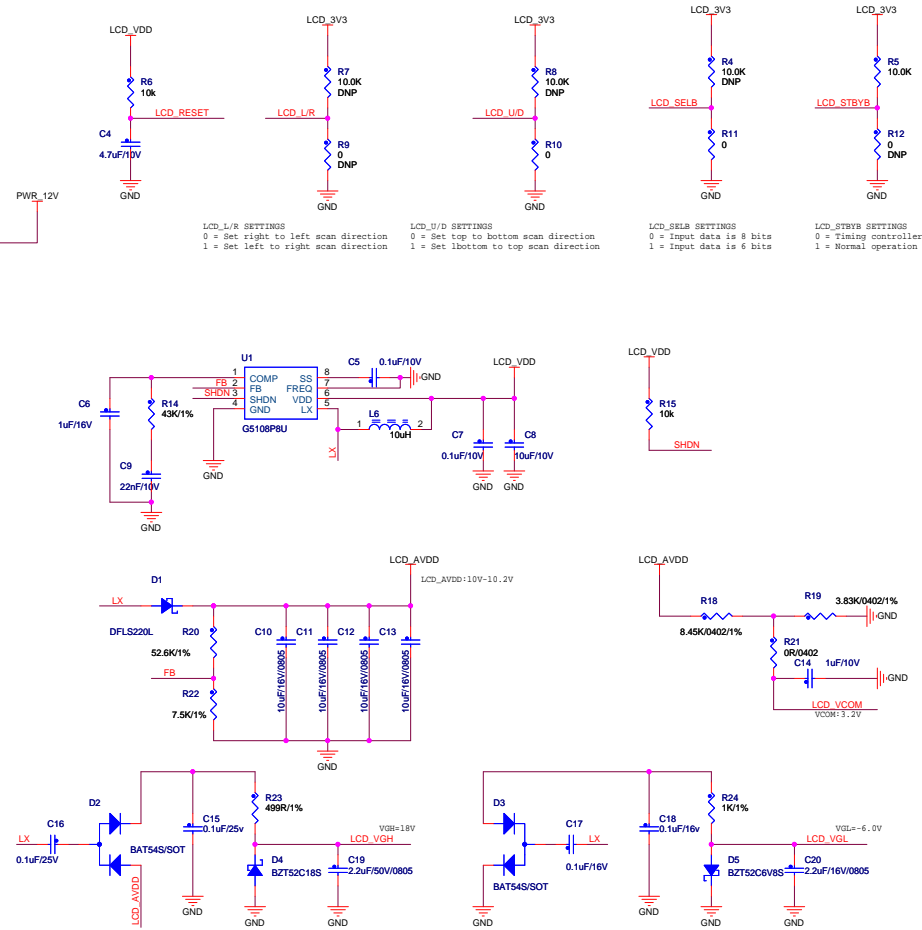 LCD_VDD
R6
10k
LCD_RESET
C4
4.7uF/10V
GND
PWR_12V
LCD_3V3
R7
10.0K
DNP
LCD_L/R
R9
0
DNP
GND
LCD_L/R SETTINGS
0 = Set right to left scan direction
1 = Set left to right scan direction
LCD_3V3
R8
10.0K
DNP
LCD_U/D
R10
0
GND
LCD_U/D SETTINGS
0 = Set top to bottom scan direction
1 = Set lbottom to top scan direction
LCD_3V3
R4
10.0K
DNP
LCD_SELB
R11
0
GND
LCD_SELB SETTINGS
0 = Input data is 8 bits
1 = Input data is 6 bits
LCD_3V3
R5
10.0K
LCD_STBYB
R12
0
DNP
GND
LCD_STBYB SETTINGS
0 = Timing controller
1 = Normal operation
U1
1 COMP
FB 2 FB
SHDN 3 SHDN
4 GND
SS 8
FREQ 7
VDD 6
LX 5
G5108P8U
C6
1uF/16V
R14
43K/1%
C9
22nF/10V
GND
GND
C5
0.1uF/10V
GND
LX
L6
1 2
10uH
LCD_VDD
C7
0.1uF/10V
C8
10uF/10V
GND
GND
LCD_VDD
R15
10k
SHDN
LCD_AVDD
LCD_AVDD:10V-10.2V
D1
LX
DFLS220L
R20
52.6K/1%
FB
R22
7.5K/1%
C10
10uF/16V/0805
C11
10uF/16V/0805
C12
10uF/16V/0805
C13
10uF/16V/0805
GND
LCD_AVDD
R18
8.45K/0402/1%
R19
3.83K/0402/1%
GND
R21
0R/0402
C14
1uF/10V
GND
LCD_VCOM
VCOM:3.2V
D2
C16
LX
0.1uF/25V
BAT54S/SOT
LCD_AVDD
C15
0.1uF/25v
GND
R23
499R/1%
VGH=18V
LCD_VGH
D4
BZT52C18S
GND
C19
2.2uF/50V/0805
GND
D3
C17
LX
0.1uF/16V
BAT54S/SOT
GND
C18
0.1uF/16v
GND
R24
1K/1%
VGL=-6.0V
LCD_VGL
D5
BZT52C6V8S
GND
C20
2.2uF/16V/0805
GND